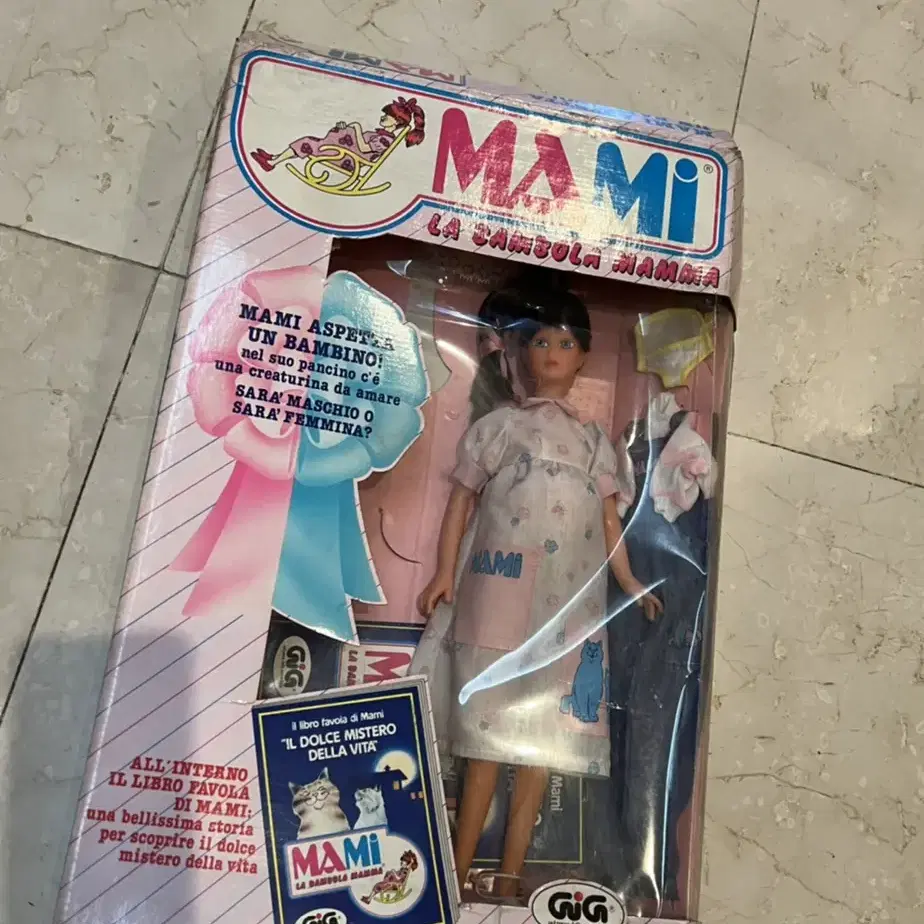 MAMi®
LA BAMBOLA MAMMA
MAMI ASPETTA
UN BAMBINO!
nel suo pancino c'é
una creaturina da amare
SARA' MASCHIO O
SARA' FEMMINA?
MAMi
GiG
il libro favola di Mami
"IL DOLCE MISTERO
DELLA VITA"
MAMi
LA BAMBOLA MAMMA
GiG
ALL'INTERNO
IL LIBRO FAVOLA
DI MAMI:
una bellissima storia
per scoprire il dolce
mistero della vita
Mami
GiG